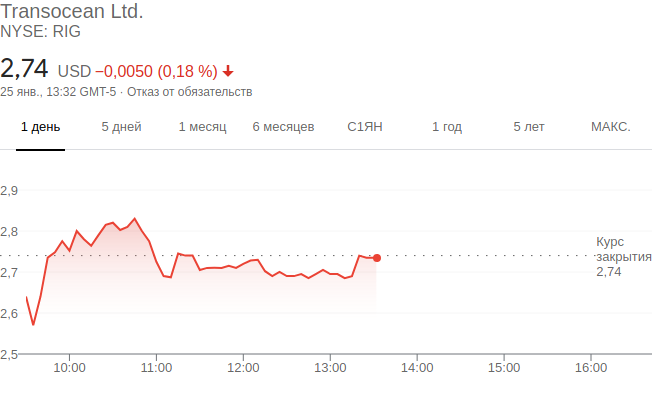 Transocean Ltd.
NYSE: RIG
2,74 USD −0,0050 (0,18 %)
25 янв., 13:32 GMT-5 · Отказ от обязательств
1 день 5 дней 1 месяц 6 месяцев С1ЯН 1 год 5 лет МАКС.
2,9
2,8
Курс
закрытия
2,74
2,7
2,6
2,5
10:00 11:00 12:00 13:00 14:00 15:00 16:00